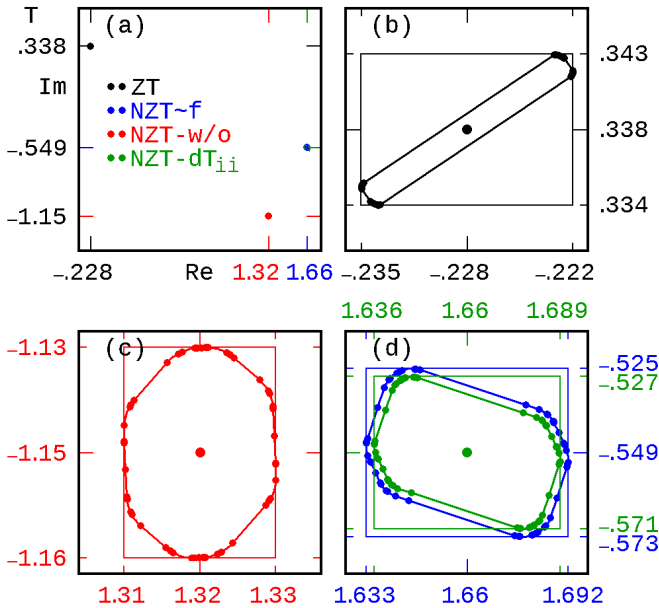 T
(a)
(b)
.338
Im
ZT
NZT~f
NZT-w/o
NZT-dTii
-.549
-1.15
-.228
Re
1.32
1.66
.343
.338
.334
-.235
-.228
-.222
1.636
1.66
1.689
(c)
(d)
-1.13
-1.15
-1.16
1.31
1.32
1.33
-.525
-.527
-.549
-.571
-.573
1.633
1.66
1.692